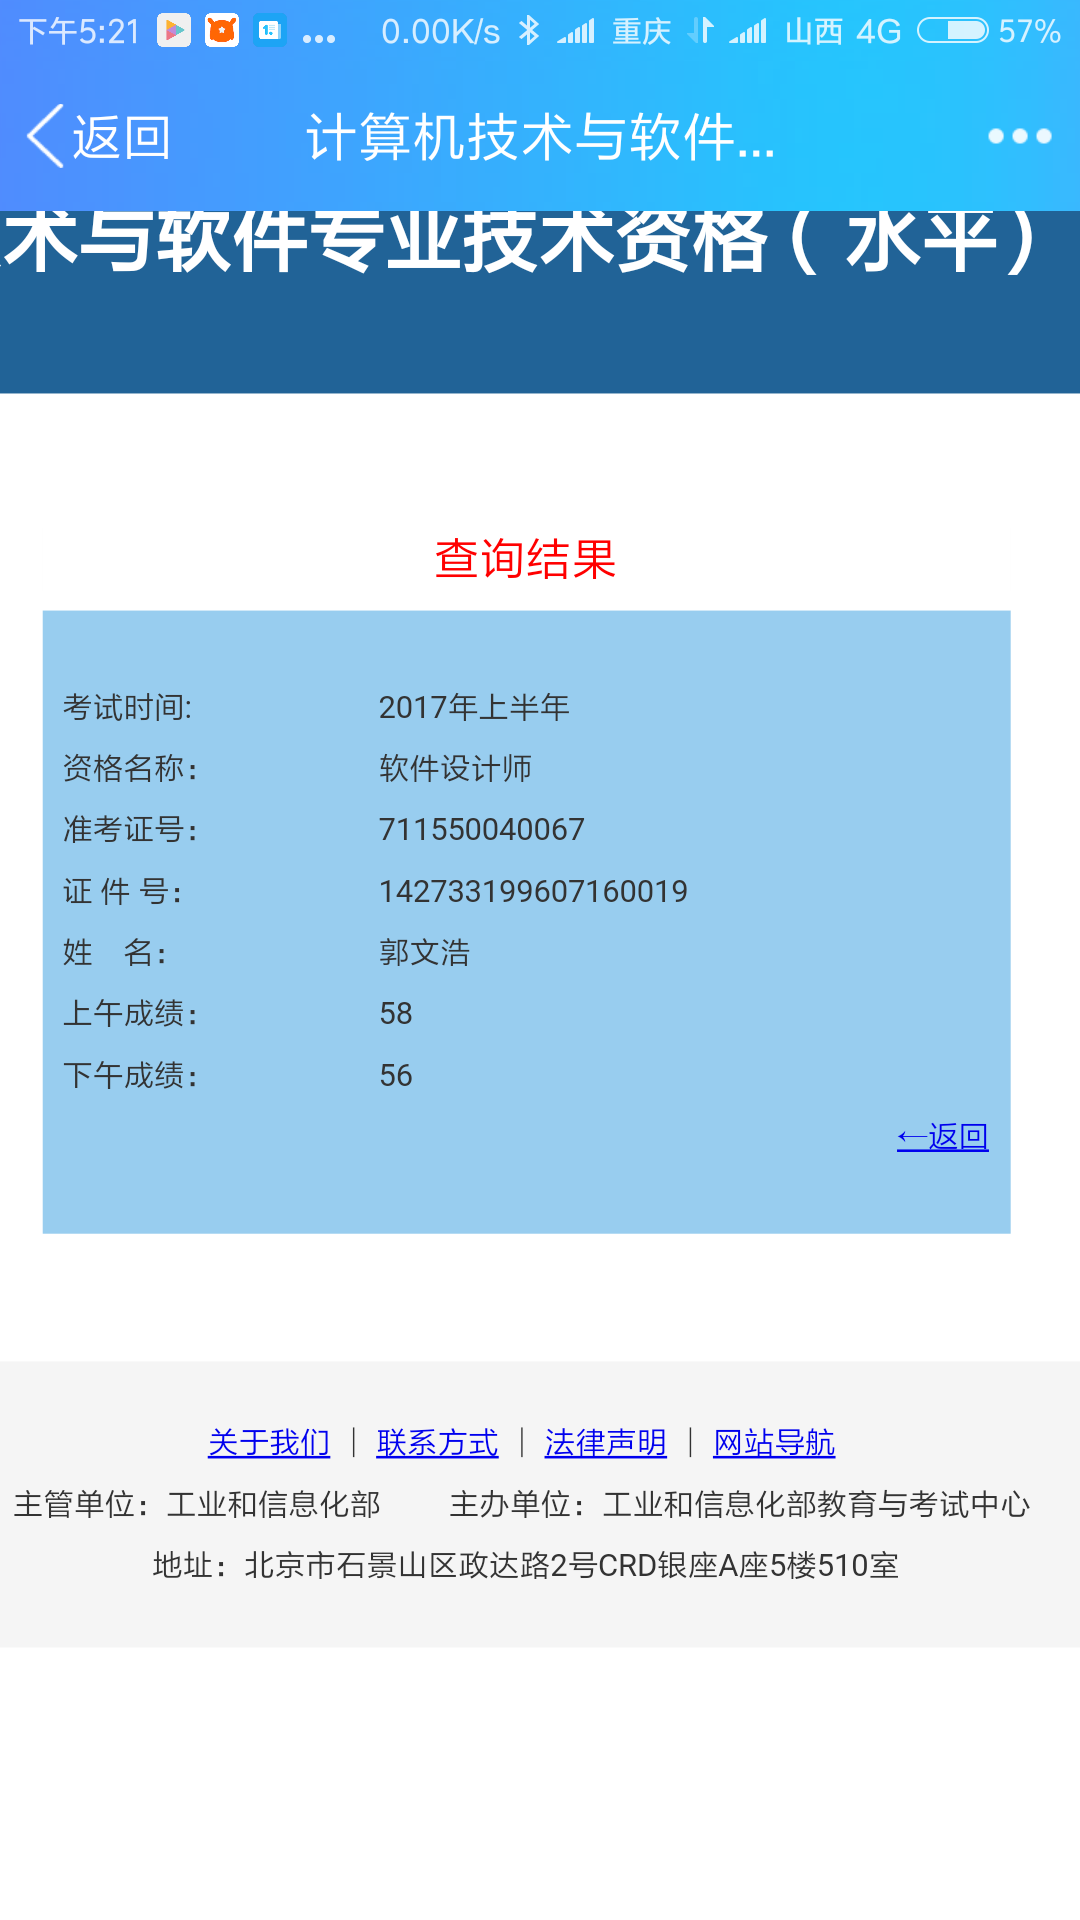 下午5:21 ... 0.00K/s 重庆 山西 4G 57%
返回 计算机技术与软件... •••
术与软件专业技术资格（水平）
查询结果
考试时间: 2017年上半年
资格名称： 软件设计师
准考证号： 711550040067
证 件 号： 142733199607160019
姓　名： 郭文浩
上午成绩： 58
下午成绩： 56
←返回
关于我们 ｜ 联系方式 ｜ 法律声明 ｜ 网站导航
主管单位：工业和信息化部　　主办单位：工业和信息化部教育与考试中心
地址：北京市石景山区政达路2号CRD银座A座5楼510室